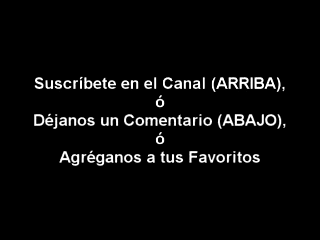 Suscríbete en el Canal (ARRIBA),
ó
Déjanos un Comentario (ABAJO),
ó
Agréganos a tus Favoritos